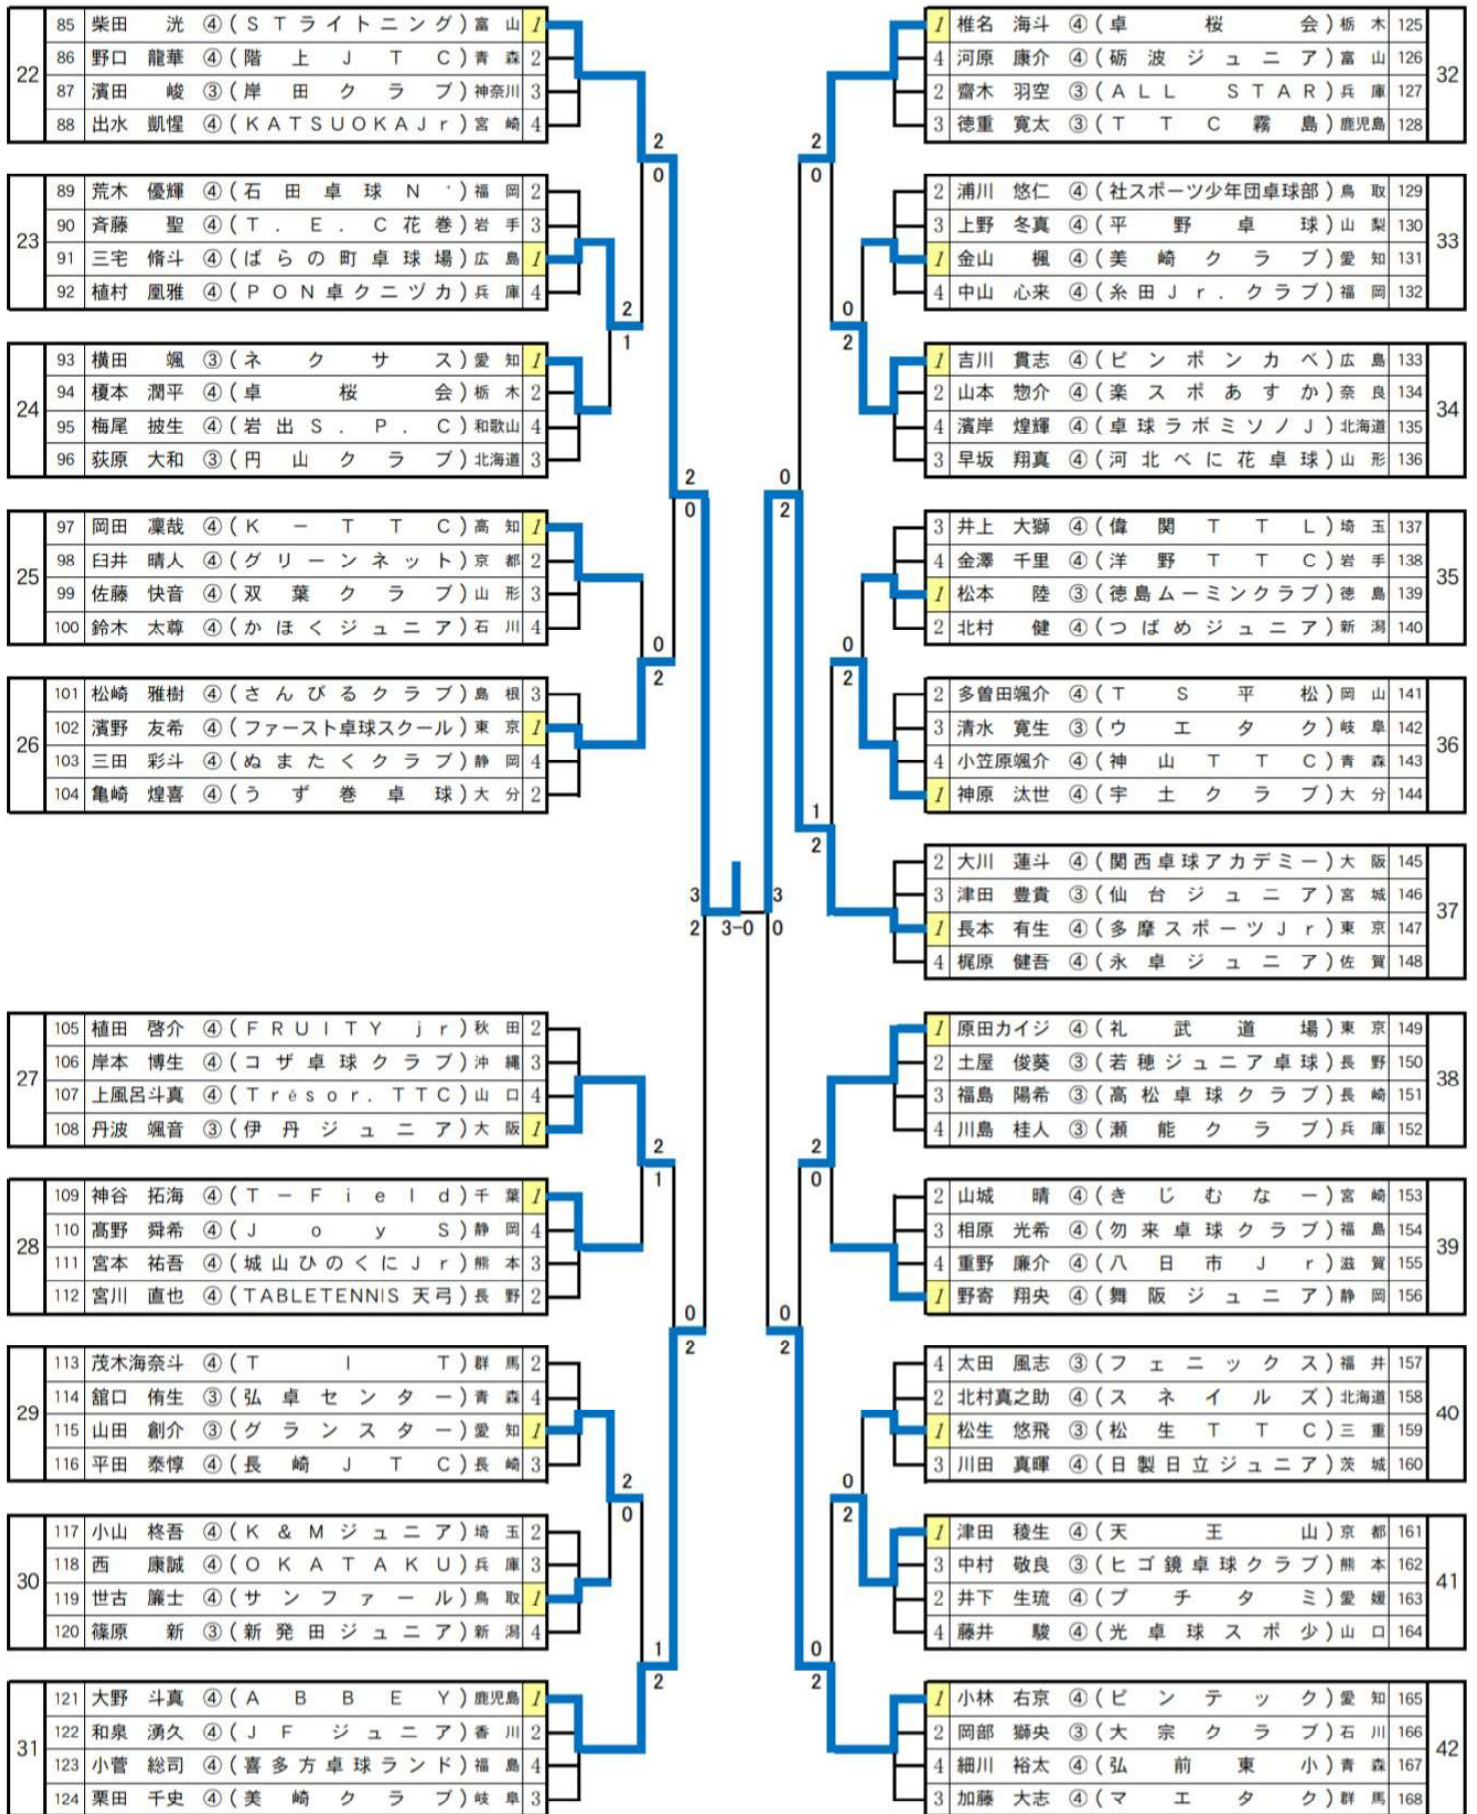 22
85 柴田 洸 ④(STライトニング)富山 1
86 野口 龍華 ④(階上JTC)青森 2
87 濱田 峻 ③(岸田クラブ)神奈川 3
88 出水 凱惺 ④(KATSUOKAJr)宮崎 4
23
89 荒木 優輝 ④(石田卓球N⁺)福岡 2
90 斉藤 聖 ④(T.E.C花巻)岩手 3
91 三宅 脩斗 ④(ばらの町卓球場)広島 1
92 植村 凰雅 ④(PON卓クニヅカ)兵庫 4
24
93 横田 颯 ③(ネクサス)愛知 1
94 榎本 潤平 ④(卓桜会)栃木 2
95 梅尾 披生 ④(岩出S.P.C)和歌山 4
96 荻原 大和 ③(円山クラブ)北海道 3
25
97 岡田 凜哉 ④(K-TTC)高知 1
98 臼井 晴人 ④(グリーンネット)京都 2
99 佐藤 快音 ④(双葉クラブ)山形 3
100 鈴木 太尊 ④(かほくジュニア)石川 4
26
101 松崎 雅樹 ④(さんびるクラブ)島根 3
102 濱野 友希 ④(ファースト卓球スクール)東京 1
103 三田 彩斗 ④(ぬまたくクラブ)静岡 4
104 亀崎 煌喜 ④(うず巻卓球)大分 2
27
105 植田 啓介 ④(FRUITY jr)秋田 2
106 岸本 博生 ④(コザ卓球クラブ)沖縄 3
107 上風呂斗真 ④(Trésor.TTC)山口 4
108 丹波 颯音 ③(伊丹ジュニア)大阪 1
28
109 神谷 拓海 ④(T-Field)千葉 1
110 髙野 舜希 ④(JoyS)静岡 4
111 宮本 祐吾 ④(城山ひのくにJr)熊本 3
112 宮川 直也 ④(TABLETENNIS 天弓)長野 2
29
113 茂木海奈斗 ④(TIT)群馬 2
114 舘口 侑生 ③(弘卓センター)青森 4
115 山田 創介 ③(グランスター)愛知 1
116 平田 泰惇 ④(長崎JTC)長崎 3
30
117 小山 柊吾 ④(K&Mジュニア)埼玉 2
118 西 康誠 ④(OKATAKU)兵庫 3
119 世古 簾士 ④(サンファール)鳥取 1
120 篠原 新 ③(新発田ジュニア)新潟 4
31
121 大野 斗真 ④(ABBEY)鹿児島 1
122 和泉 湧久 ④(JFジュニア)香川 2
123 小菅 総司 ④(喜多方卓球ランド)福島 4
124 栗田 千史 ④(美崎クラブ)岐阜 3
2
0
2
1
2
0
0
2
3
2
2
1
0
2
2
0
1
2
3-0
2
0
0
2
0
2
0
2
1
2
3
0
2
0
0
2
0
2
0
2
1 椎名 海斗 ④(卓桜会)栃木 125
4 河原 康介 ④(砺波ジュニア)富山 126
2 齋木 羽空 ③(ALL STAR)兵庫 127
3 徳重 寛太 ③(TTC霧島)鹿児島 128
32
2 浦川 悠仁 ④(社スポーツ少年団卓球部)鳥取 129
3 上野 冬真 ④(平野卓球)山梨 130
1 金山 楓 ④(美崎クラブ)愛知 131
4 中山 心来 ④(糸田Jr.クラブ)福岡 132
33
1 吉川 貫志 ④(ピンポンカベ)広島 133
2 山本 惣介 ④(楽スポあすか)奈良 134
4 濱岸 煌輝 ④(卓球ラボミソノJ)北海道 135
3 早坂 翔真 ④(河北べに花卓球)山形 136
34
3 井上 大獅 ④(偉関TTL)埼玉 137
4 金澤 千里 ④(洋野TTC)岩手 138
1 松本 陸 ③(徳島ムーミンクラブ)徳島 139
2 北村 健 ④(つばめジュニア)新潟 140
35
2 多曽田颯介 ④(TS平松)岡山 141
3 清水 寛生 ③(ウエタク)岐阜 142
4 小笠原颯介 ④(神山TTC)青森 143
1 神原 汰世 ④(宇土クラブ)大分 144
36
2 大川 蓮斗 ④(関西卓球アカデミー)大阪 145
3 津田 豊貴 ③(仙台ジュニア)宮城 146
1 長本 有生 ④(多摩スポーツJr)東京 147
4 梶原 健吾 ④(永卓ジュニア)佐賀 148
37
1 原田カイジ ④(礼武道場)東京 149
2 土屋 俊葵 ③(若穂ジュニア卓球)長野 150
3 福島 陽希 ③(高松卓球クラブ)長崎 151
4 川島 桂人 ③(瀬能クラブ)兵庫 152
38
2 山城 晴 ④(きじむなー)宮崎 153
3 相原 光希 ④(勿来卓球クラブ)福島 154
4 重野 廉介 ④(八日市Jr)滋賀 155
1 野寄 翔央 ④(舞阪ジュニア)静岡 156
39
4 太田 風志 ③(フェニックス)福井 157
2 北村真之助 ④(スネイルズ)北海道 158
1 松生 悠飛 ③(松生TTC)三重 159
3 川田 真暉 ④(日製日立ジュニア)茨城 160
40
1 津田 稜生 ④(天王山)京都 161
3 中村 敬良 ③(ヒゴ鏡卓球クラブ)熊本 162
2 井下 生琉 ④(プチタミ)愛媛 163
4 藤井 駿 ④(光卓球スポ少)山口 164
41
1 小林 右京 ④(ピンテック)愛知 165
2 岡部 獅央 ③(大宗クラブ)石川 166
4 細川 裕太 ④(弘前東小)青森 167
3 加藤 大志 ④(マエタク)群馬 168
42